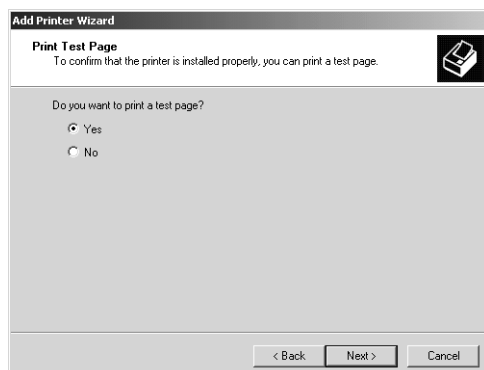 Add Printer Wizard
Print Test Page
To confirm that the printer is installed properly, you can print a test page.
Do you want to print a test page?
Yes
No
< Back
Next >
Cancel